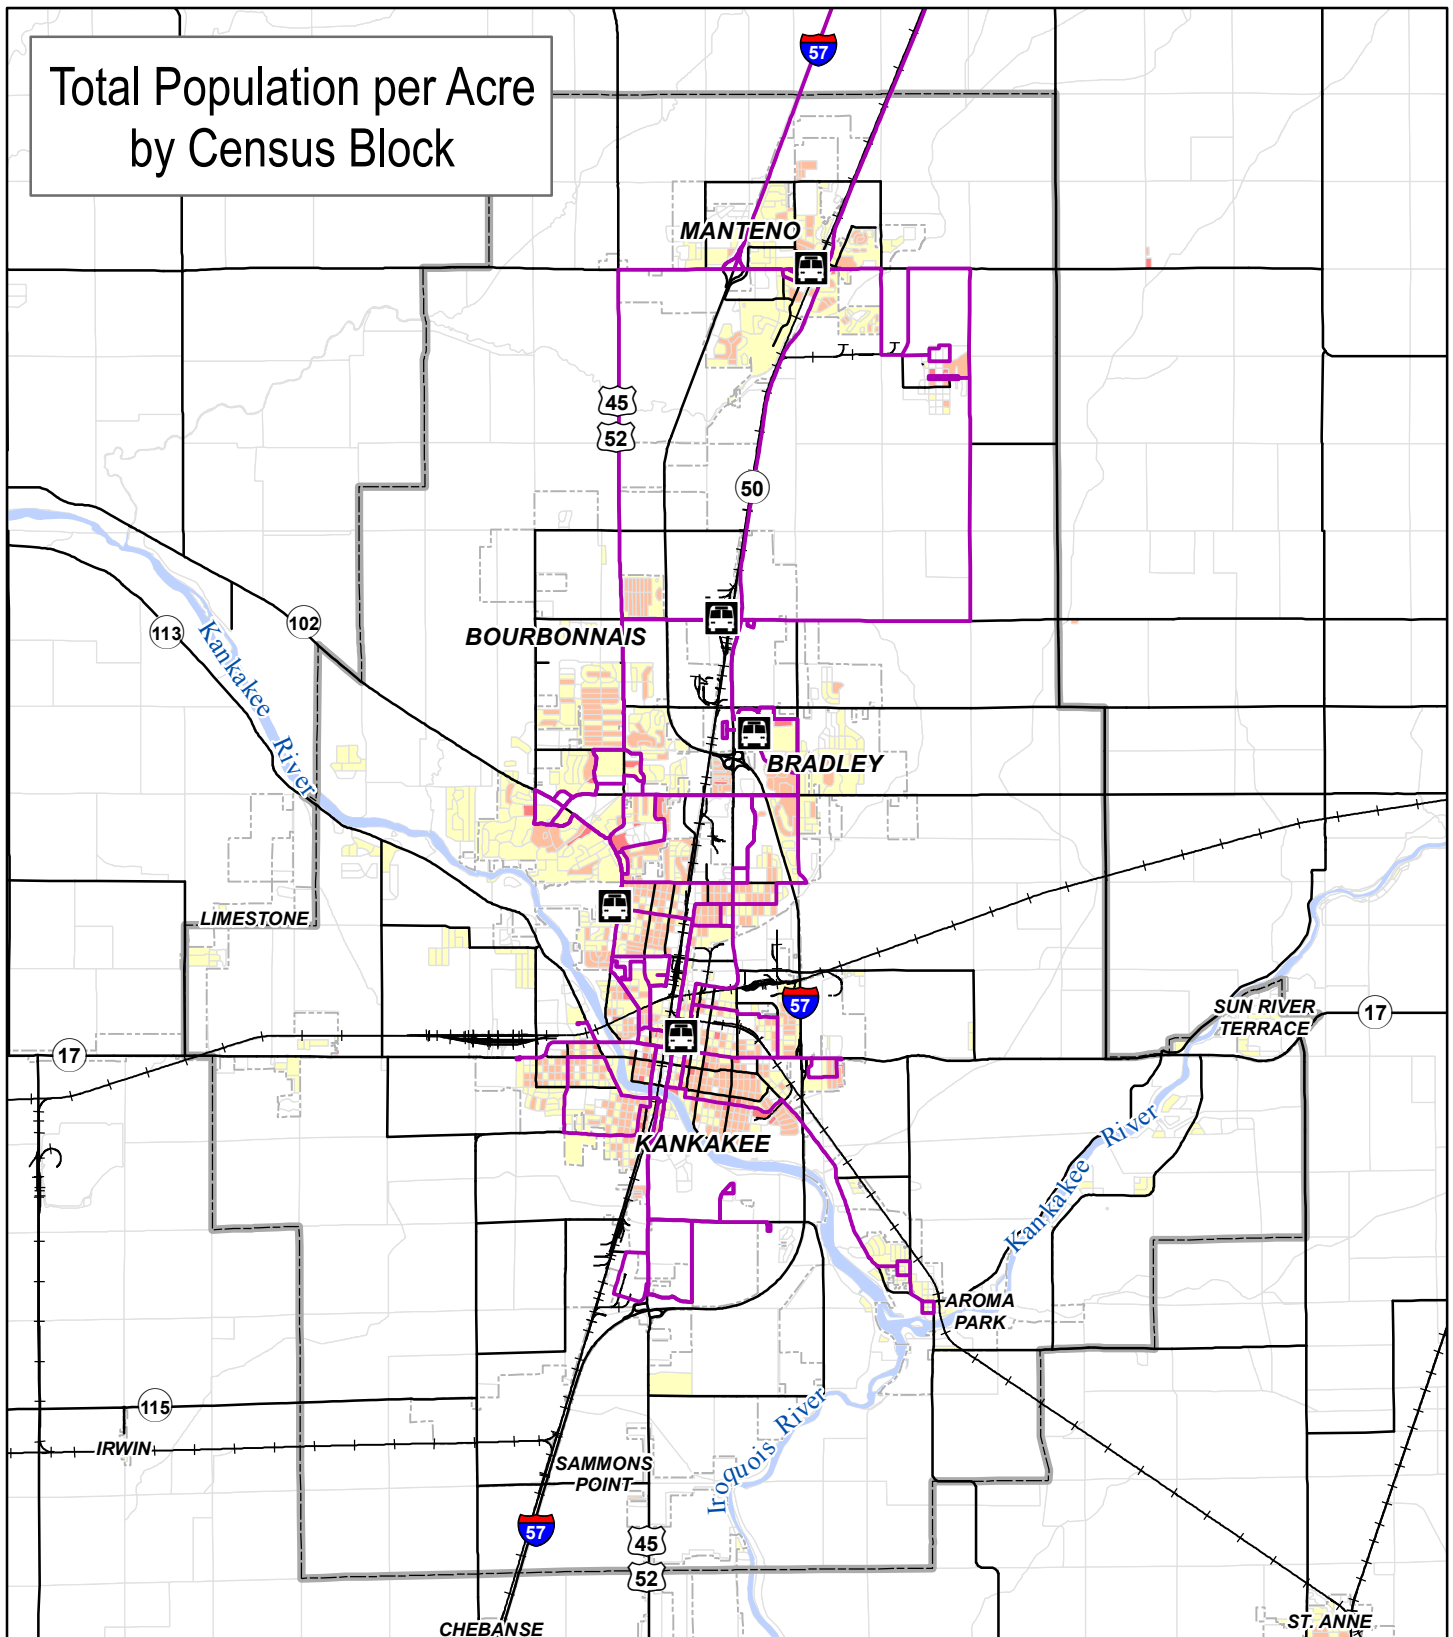 Total Population per Acre
by Census Block
57
MANTENO
45
52
50
BOURBONNAIS
102
113
Kankakee River
BRADLEY
LIMESTONE
57
SUN RIVER
TERRACE
17
17
KANKAKEE
Kankakee River
AROMA
PARK
115
IRWIN
Iroquois River
SAMMONS
POINT
57
45
52
CHEBANSE
ST. ANNE